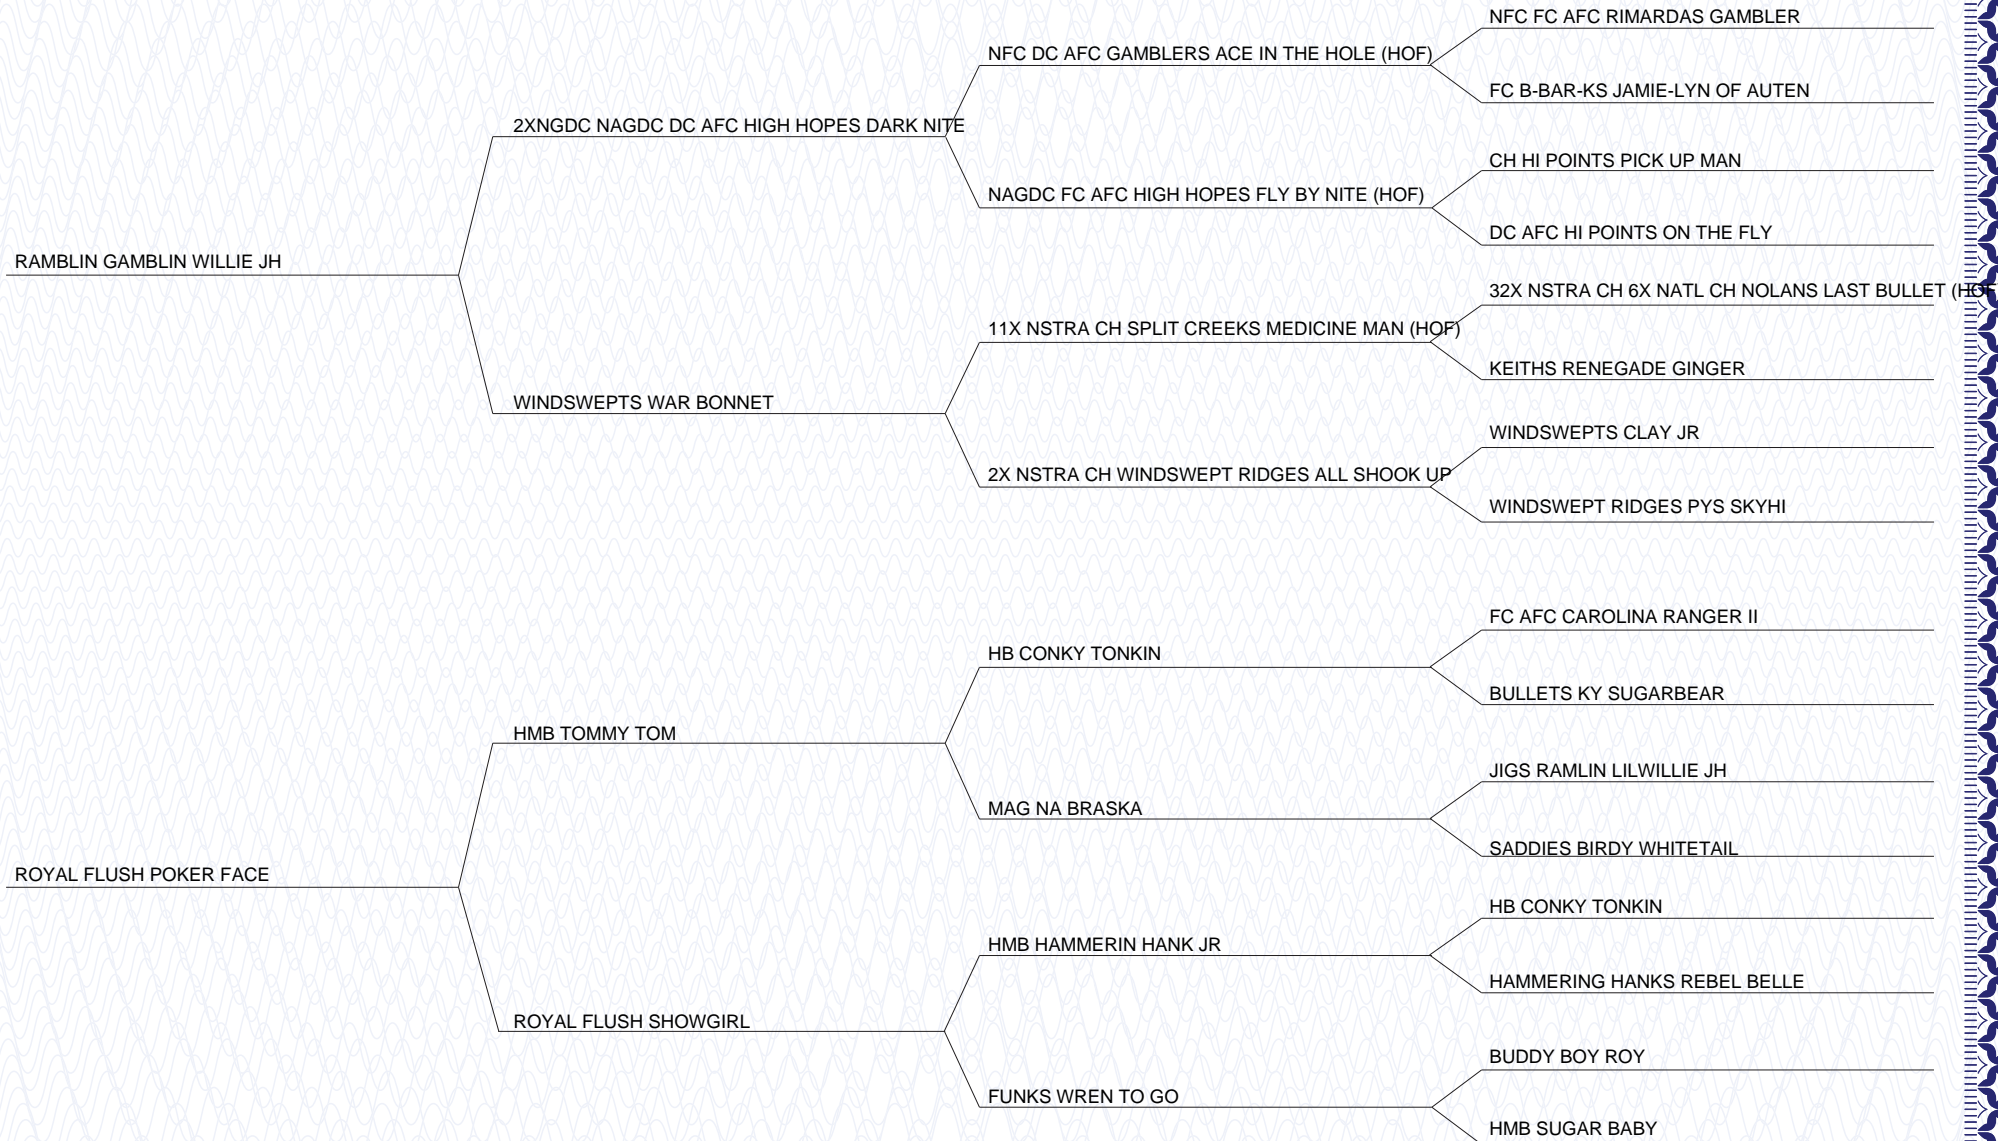 NFC FC AFC RIMARDAS GAMBLER
NFC DC AFC GAMBLERS ACE IN THE HOLE (HOF)
FC B-BAR-KS JAMIE-LYN OF AUTEN
2XNGDC NAGDC DC AFC HIGH HOPES DARK NITE
CH HI POINTS PICK UP MAN
NAGDC FC AFC HIGH HOPES FLY BY NITE (HOF)
DC AFC HI POINTS ON THE FLY
RAMBLIN GAMBLIN WILLIE JH
32X NSTRA CH 6X NATL CH NOLANS LAST BULLET (HOF
11X NSTRA CH SPLIT CREEKS MEDICINE MAN (HOF)
KEITHS RENEGADE GINGER
WINDSWEPTS WAR BONNET
WINDSWEPTS CLAY JR
2X NSTRA CH WINDSWEPT RIDGES ALL SHOOK UP
WINDSWEPT RIDGES PYS SKYHI
FC AFC CAROLINA RANGER II
HB CONKY TONKIN
BULLETS KY SUGARBEAR
HMB TOMMY TOM
JIGS RAMLIN LILWILLIE JH
MAG NA BRASKA
SADDIES BIRDY WHITETAIL
ROYAL FLUSH POKER FACE
HB CONKY TONKIN
HMB HAMMERIN HANK JR
HAMMERING HANKS REBEL BELLE
ROYAL FLUSH SHOWGIRL
BUDDY BOY ROY
FUNKS WREN TO GO
HMB SUGAR BABY